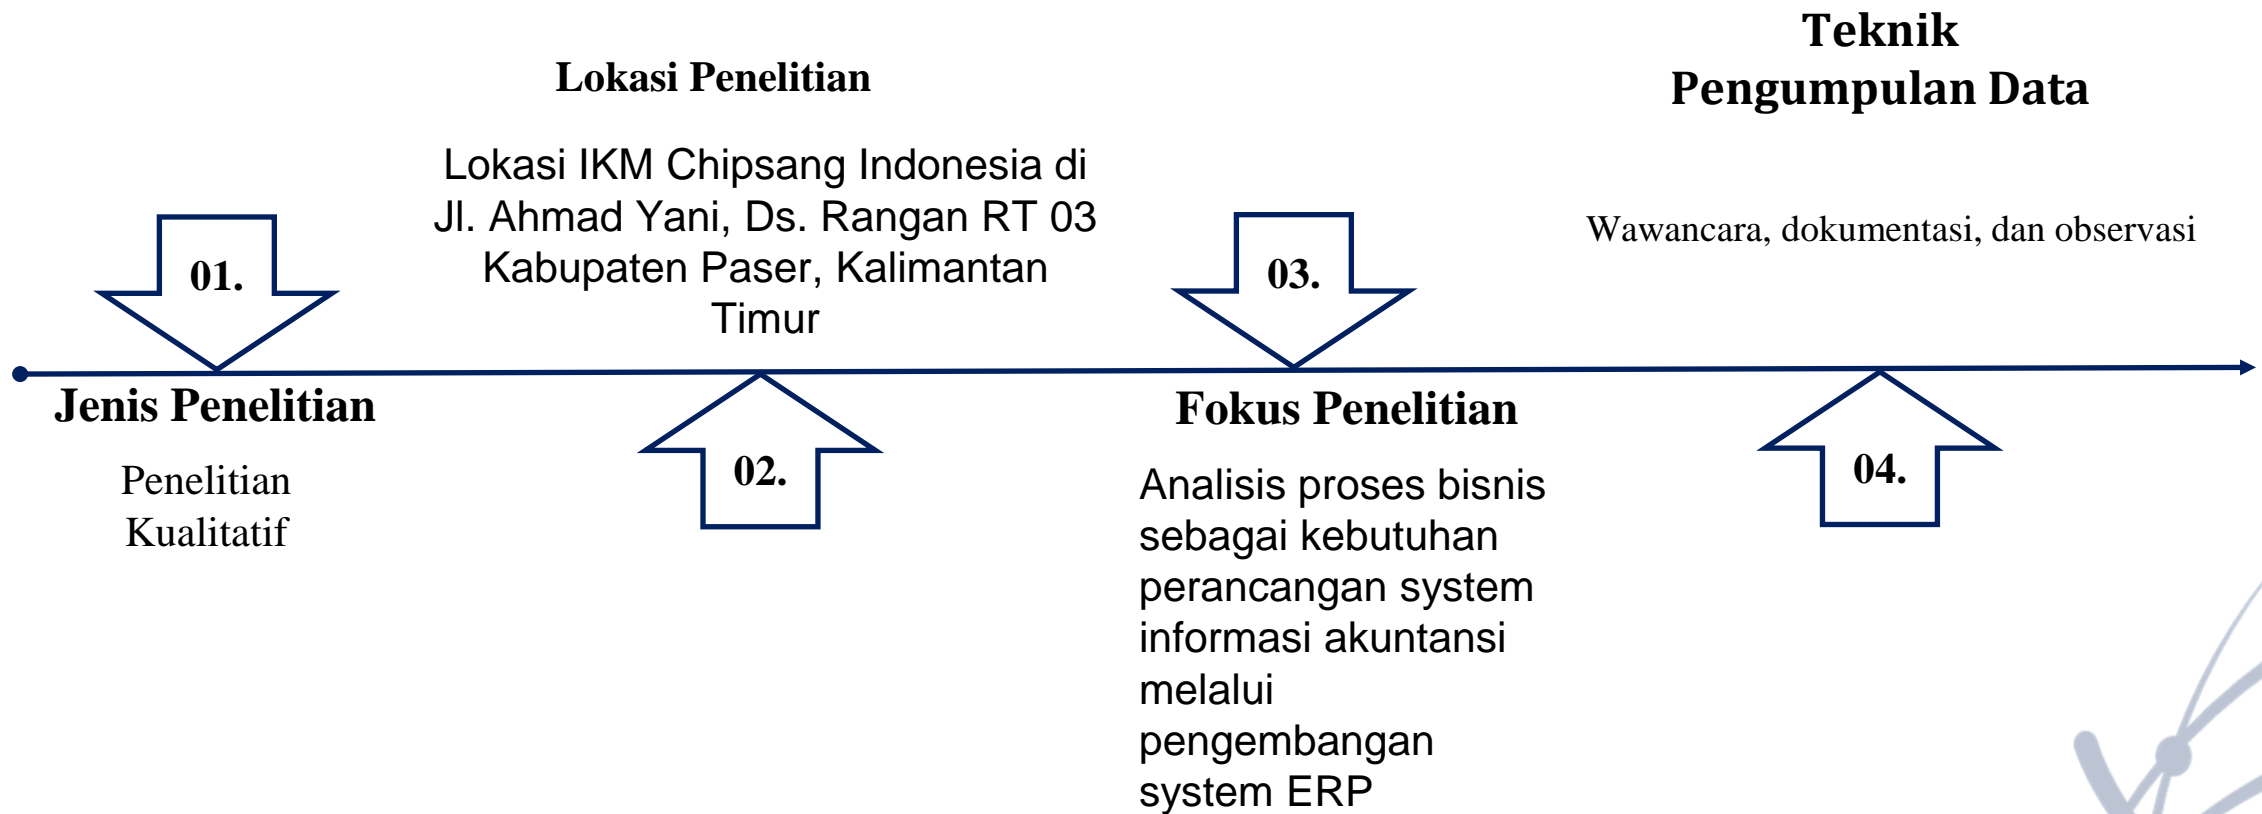 01.
Jenis Penelitian
Penelitian
Kualitatif
Lokasi Penelitian
Lokasi IKM Chipsang Indonesia di
Jl. Ahmad Yani, Ds. Rangan RT 03
Kabupaten Paser, Kalimantan
Timur
02.
03.
Fokus Penelitian
Analisis proses bisnis
sebagai kebutuhan
perancangan system
informasi akuntansi
melalui
pengembangan
system ERP
Teknik
Pengumpulan Data
Wawancara, dokumentasi, dan observasi
04.